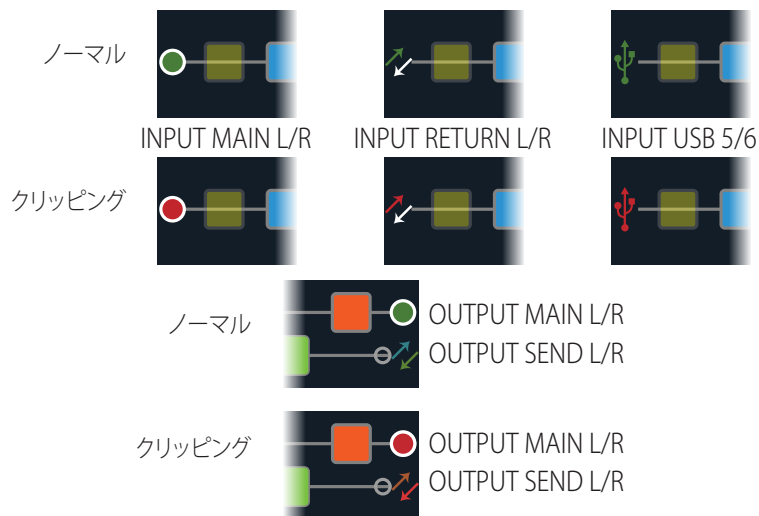 ノーマル
INPUT MAIN L/R
INPUT RETURN L/R
INPUT USB 5/6
クリッピング
ノーマル
OUTPUT MAIN L/R
OUTPUT SEND L/R
クリッピング
OUTPUT MAIN L/R
OUTPUT SEND L/R